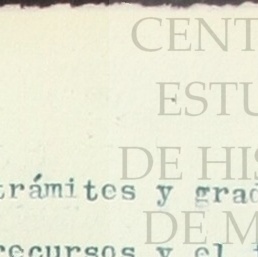 CENT
ESTU
DE HIS
trámites y grad
DE M
recursos y el